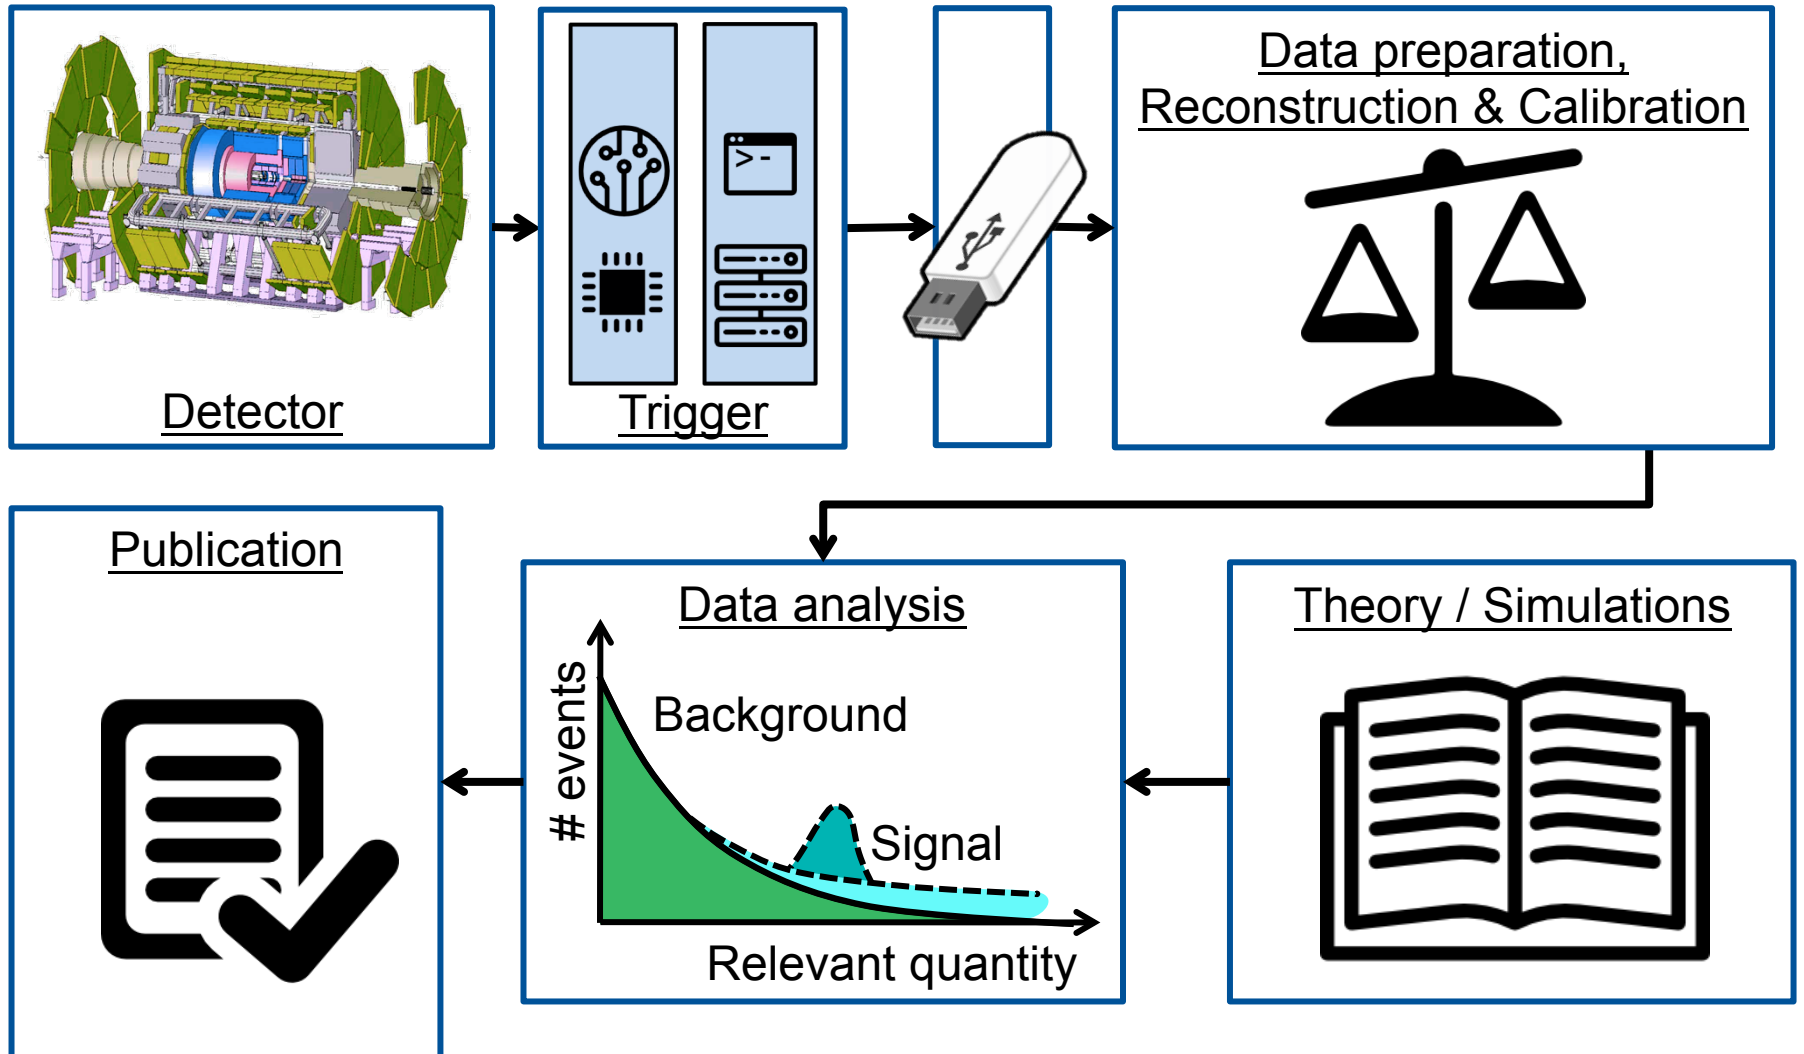 Detector
>-
Trigger
Data preparation,
Reconstruction & Calibration
Publication
Data analysis
# events
Background
Signal
Relevant quantity
Theory / Simulations